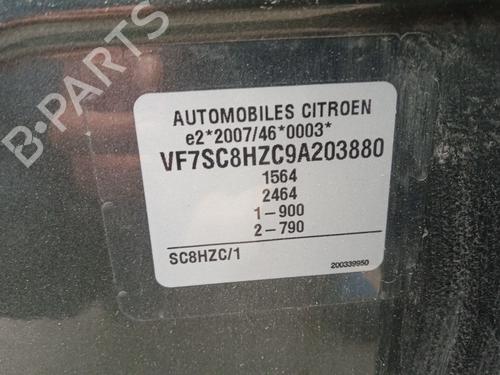 B-PARTS
AUTOMOBILES CITROEN
e2*2007/46*0003*
VF7SC8HZC9A203880
1564
2464
1-900
2-790
SC8HZC/1
200339950